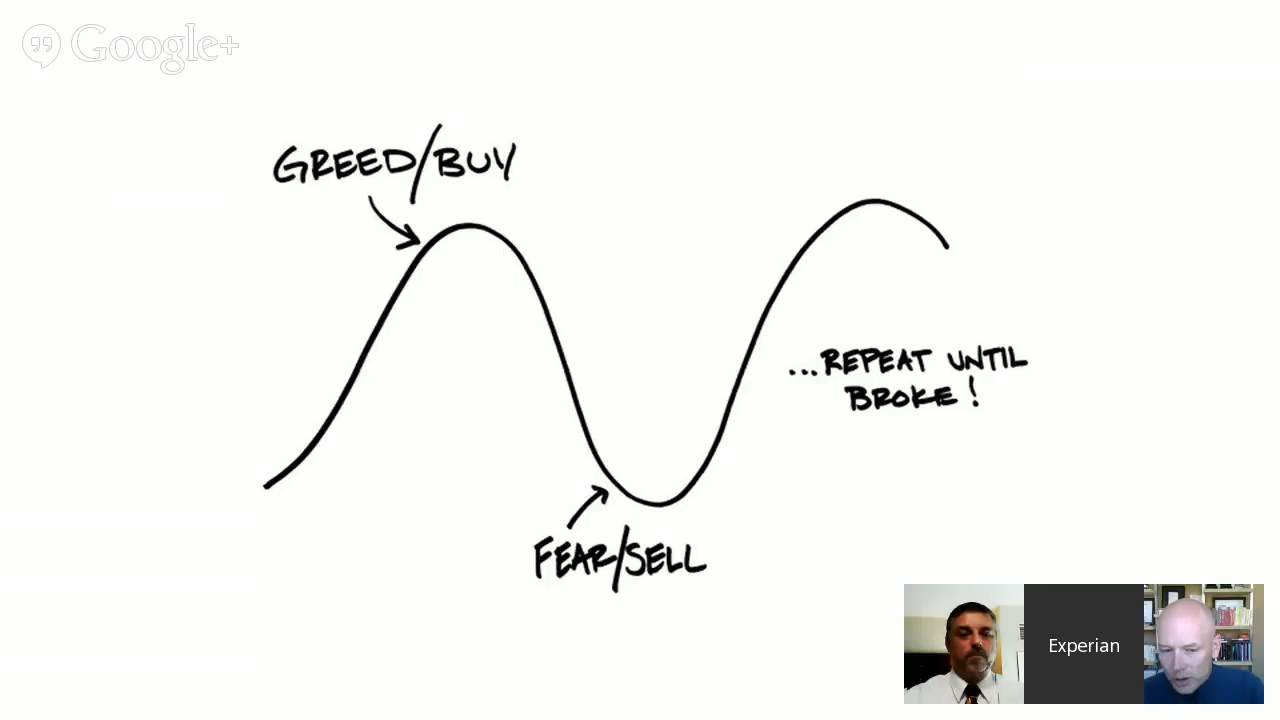 Google+
GREED/BUY
...REPEAT UNTIL
BROKE!
FEAR/SELL
Experian